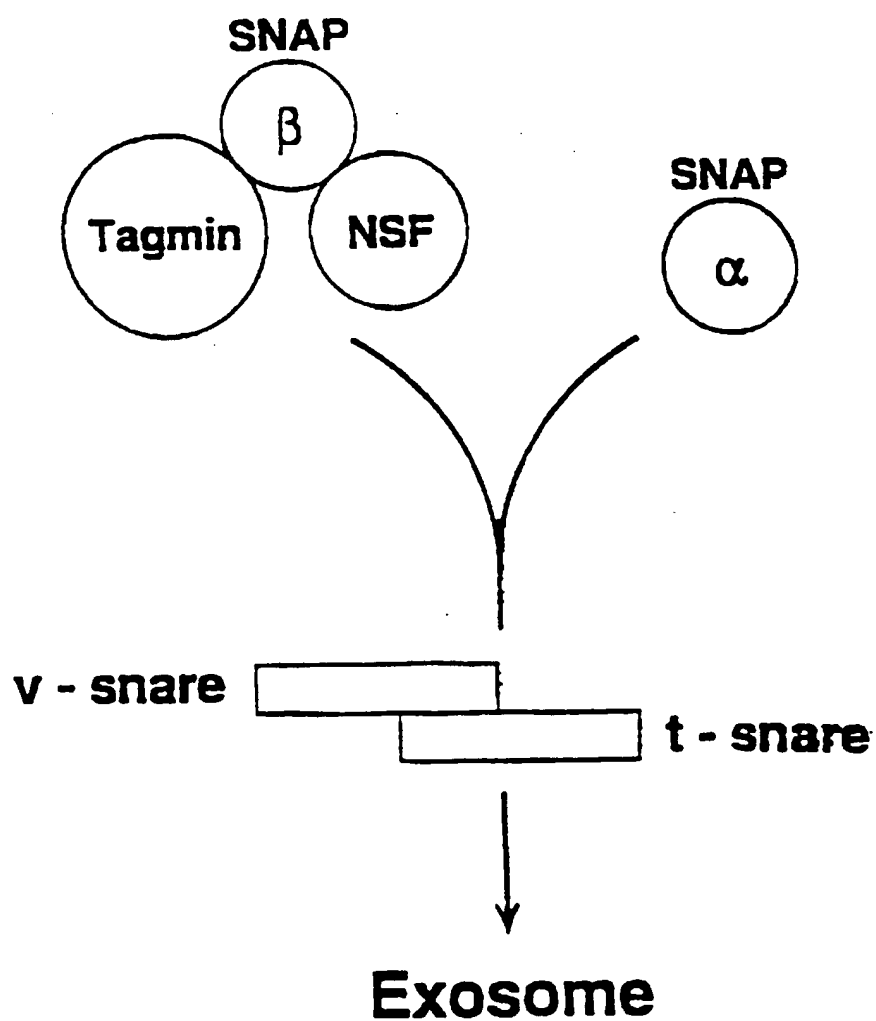 SNAP
β
Tagmin
NSF
SNAP
α
v - snare
t - snare
Exosome